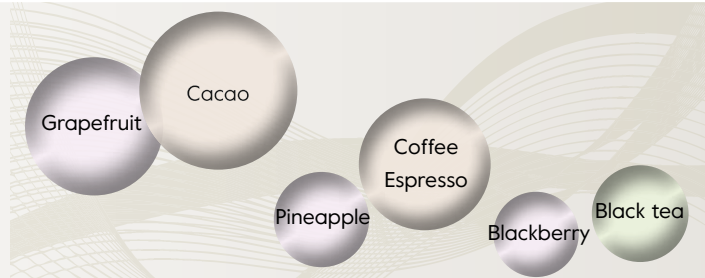 Grapefruit
Cacao
Pineapple
Coffee
Espresso
Blackberry
Black tea